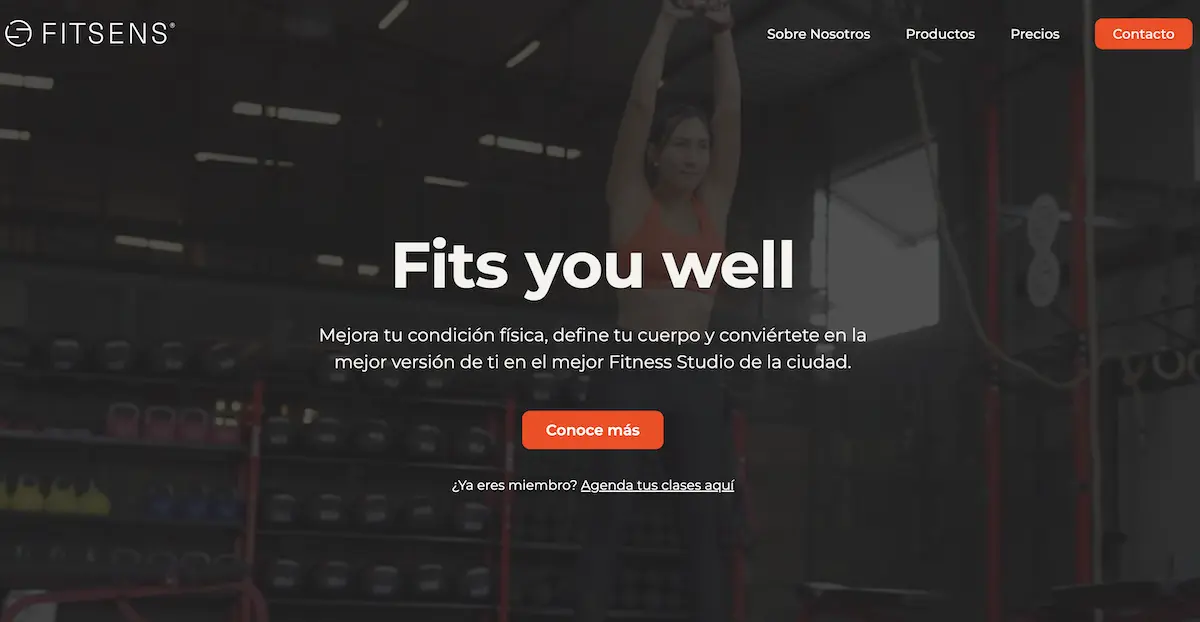 FITSENS®
Sobre Nosotros
Productos
Precios
Contacto
Fits you well
Mejora tu condición física, define tu cuerpo y conviértete en la
mejor versión de ti en el mejor Fitness Studio de la ciudad.
Conoce más
¿Ya eres miembro? Agenda tus clases aquí